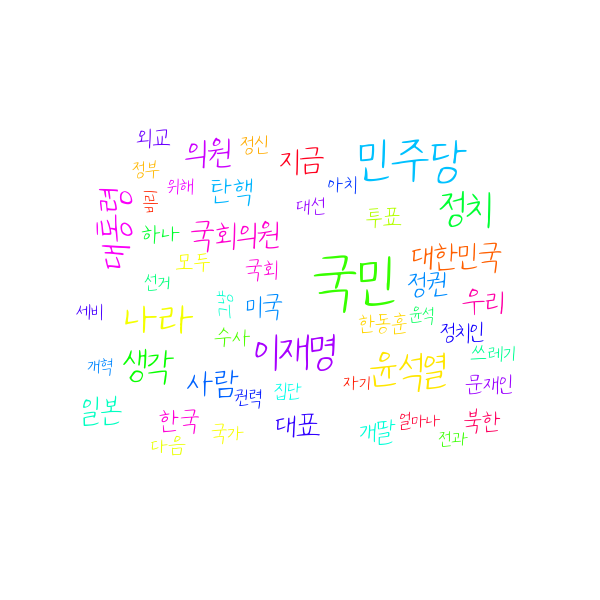 외교
의원
정신
지금
민주당
정부
위해
탄핵
아치
대통령
비리
대선
투표
정치
하나
국회의원
모두
국회
국민
대한민국
선거
미국
정권
우리
세비
나라
수사
이재명
한동훈
윤석
정치인
개혁
생각
사람
권력
집단
자기
윤석열
쓰레기
문재인
일본
한국
다음
국가
대표
개딸
얼마나
전과
북한